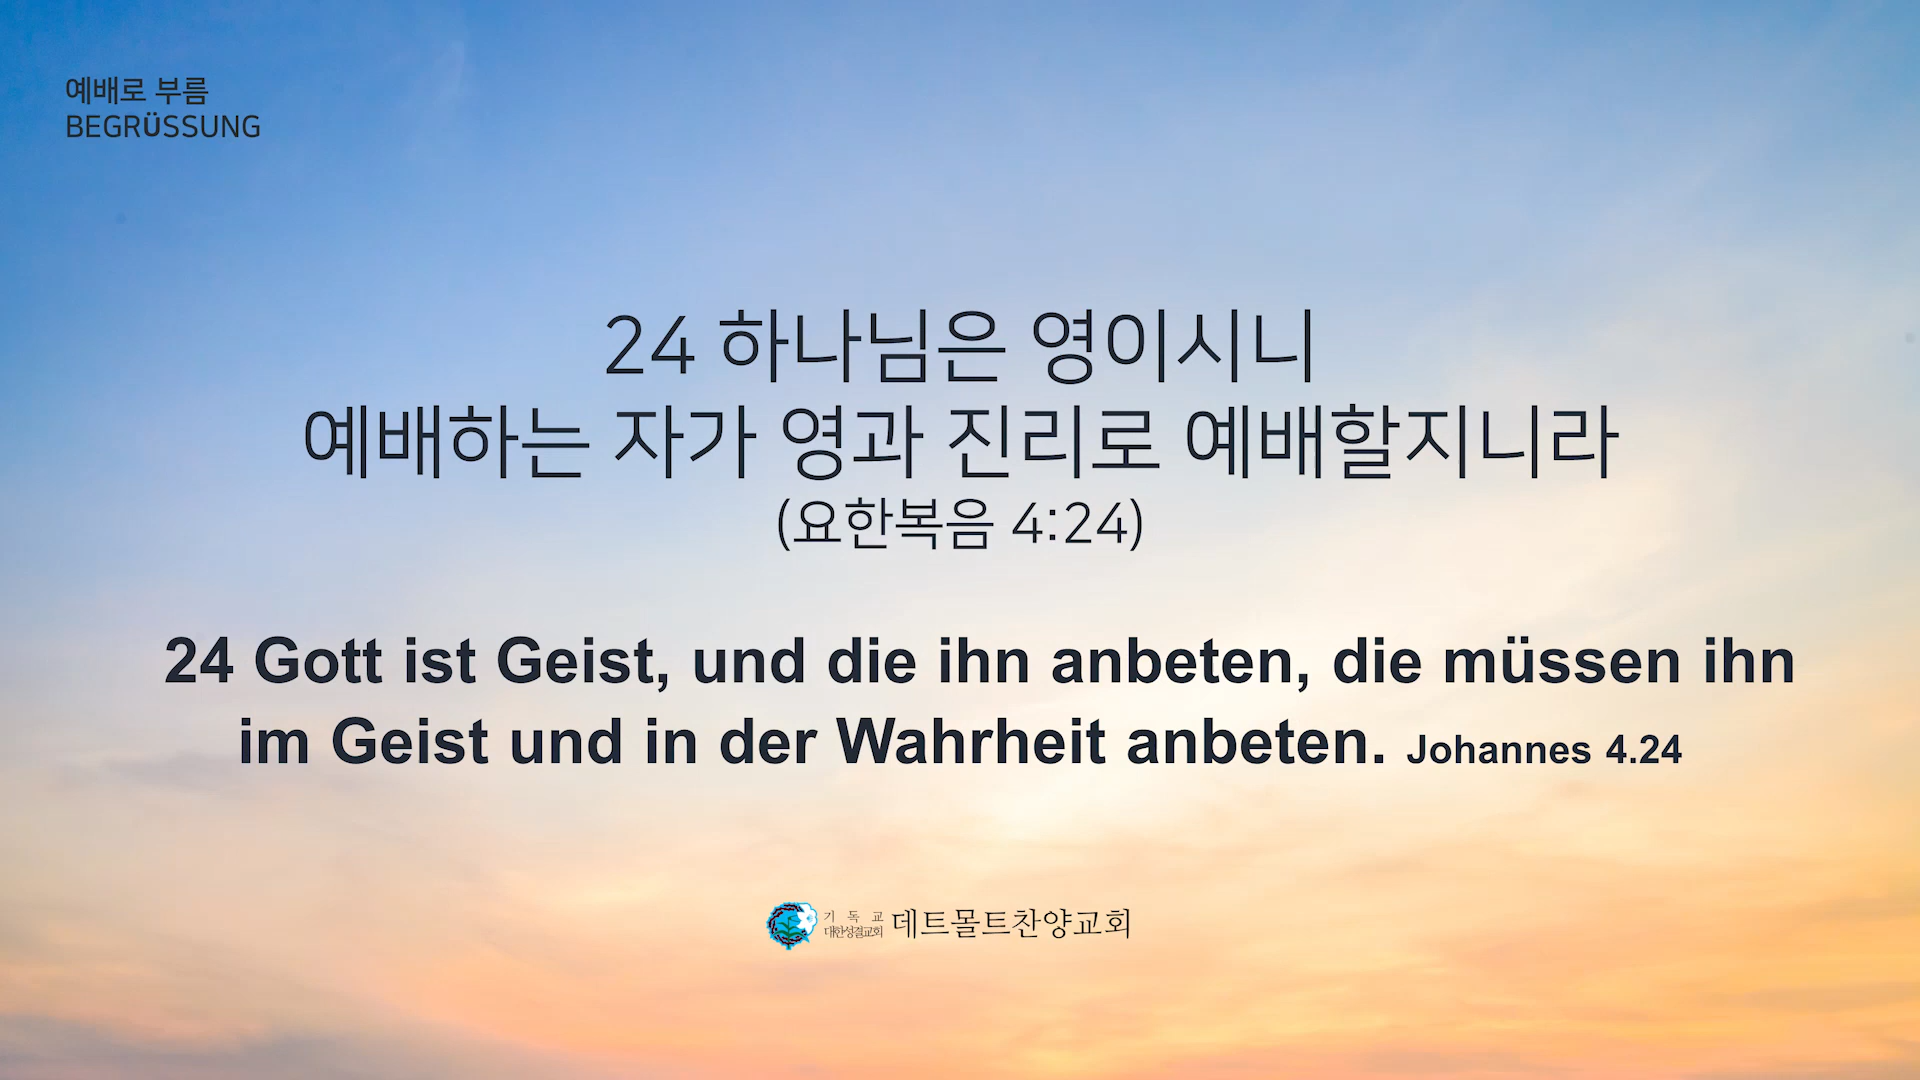 예배로 부름
BEGRÜSSUNG
24 하나님은 영이시니
예배하는 자가 영과 진리로 예배할지니라
(요한복음 4:24)
24 Gott ist Geist, und die ihn anbeten, die müssen ihn
im Geist und in der Wahrheit anbeten. Johannes 4.24
기 독 교
대한성결교회 데트몰트찬양교회